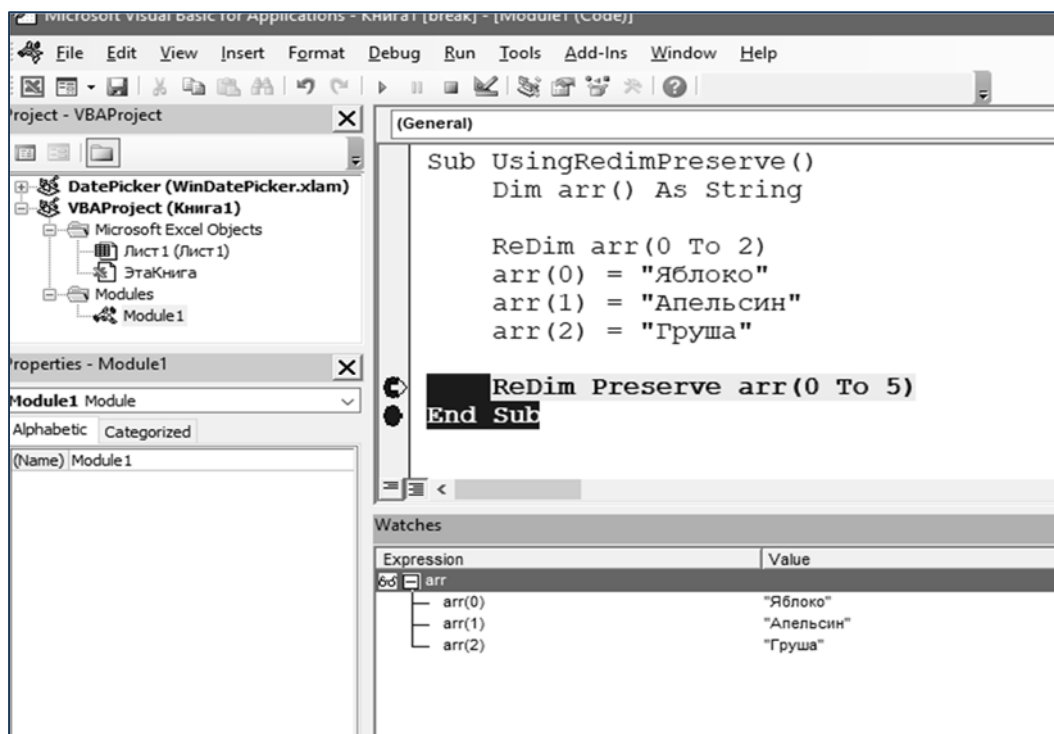 Microsoft Visual Basic for Applications - Книга1 [break] - [Module1 (Code)]
File Edit View Insert Format Debug Run Tools Add-Ins Window Help
Project - VBAProject
DatePicker (WinDatePicker.xlam)
VBAProject (Книга1)
Microsoft Excel Objects
Лист1 (Лист1)
ЭтаКнига
Modules
Module1
Properties - Module1
Module1 Module
Alphabetic Categorized
(Name) Module1
(General)
Sub UsingRedimPreserve()
Dim arr() As String
ReDim arr(0 To 2)
arr(0) = "Яблоко"
arr(1) = "Апельсин"
arr(2) = "Груша"
ReDim Preserve arr(0 To 5)
End Sub
Watches
Expression Value
arr
arr(0) "Яблоко"
arr(1) "Апельсин"
arr(2) "Груша"